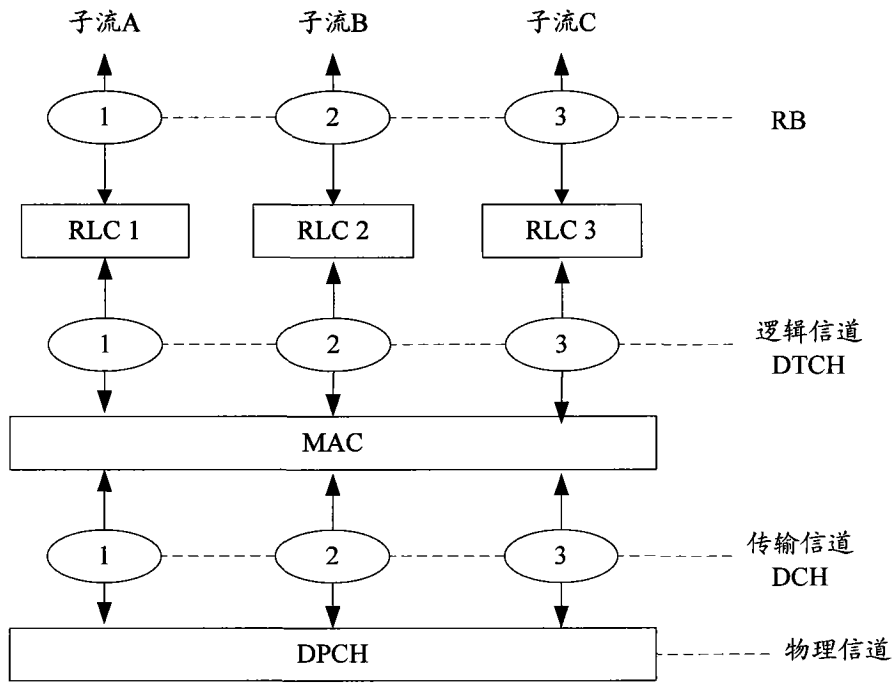 子流A 子流B 子流C
1 2 3 RB
RLC 1 RLC 2 RLC 3
1 2 3 逻辑信道
DTCH
MAC
1 2 3 传输信道
DCH
DPCH 物理信道